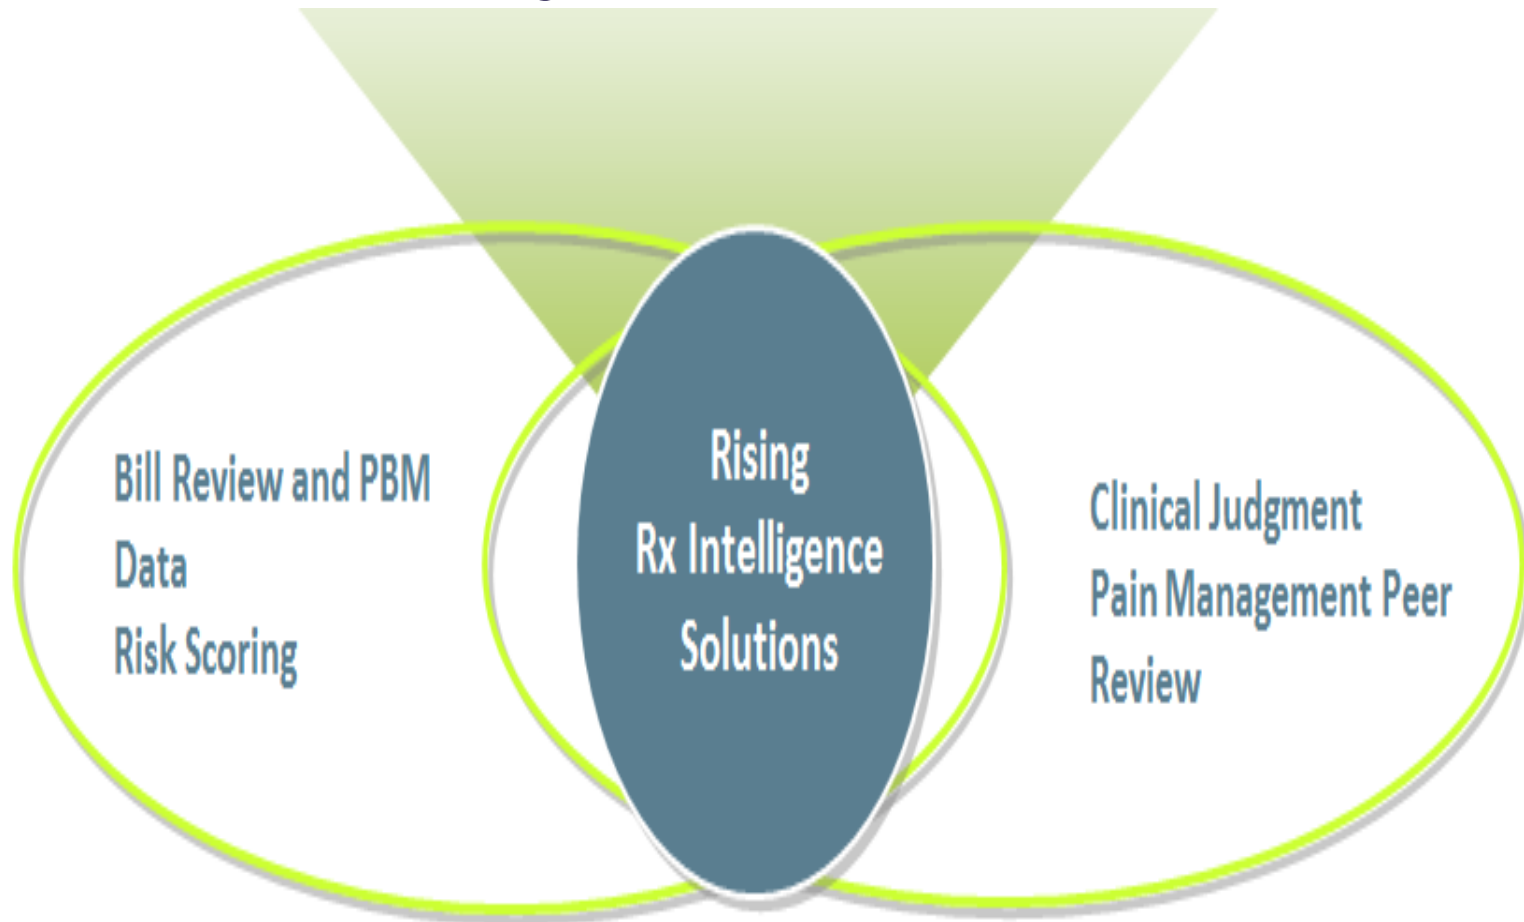 Bill Review and PBM
Data
Risk Scoring
Rising
Rx Intelligence
Solutions
Clinical Judgment
Pain Management Peer
Review